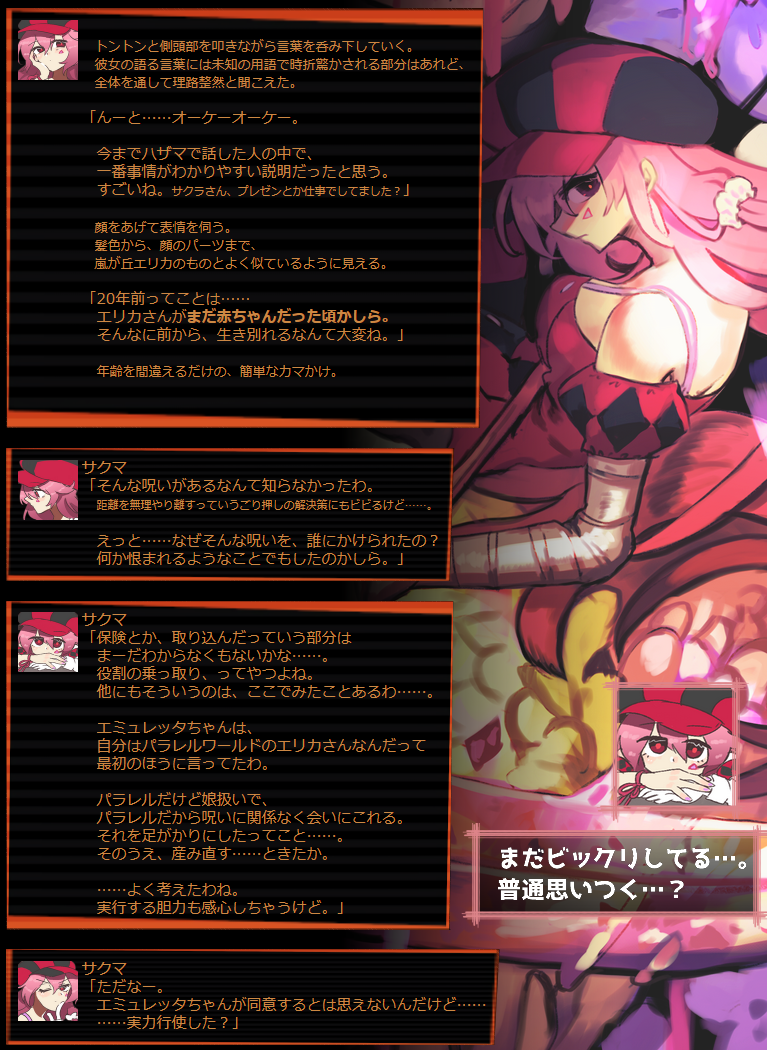 トントンと側頭部を叩きながら言葉を呑み下していく。
彼女の語る言葉には未知の用語で時折驚かされる部分はあれど、
全体を通して理路整然と聞こえた。
「んーと……オーケーオーケー。
今までハザマで話した人の中で、
一番事情がわかりやすい説明だったと思う。
すごいね。サクラさん、プレゼンとか仕事でしてました？」
顔をあげて表情を伺う。
髪色から、顔のパーツまで、
嵐が丘エリカのものとよく似ているように見える。
「20年前ってことは……
エリカさんがまだ赤ちゃんだった頃かしら。
そんなに前から、生き別れるなんて大変ね。」
年齢を間違えるだけの、簡単なカマかけ。
サクマ
「そんな呪いがあるなんて知らなかったわ。
距離を無理やり離すっていうごり押しの解決策にもビビるけど……。
えっと……なぜそんな呪いを、誰にかけられたの？
何か恨まれるようなことでもしたのかしら。」
サクマ
「保険とか、取り込んだっていう部分は
まーだわからなくもないかな……。
役割の乗っ取り、ってやつよね。
他にもそういうのは、ここでみたことあるわ……。
エミュレッタちゃんは、
自分はパラレルワールドのエリカさんなんだって
最初のほうに言ってたわ。
パラレルだけど娘扱いで、
パラレルだから呪いに関係なく会いにこれる。
それを足がかりにしたってこと……。
そのうえ、産み直す……ときたか。
……よく考えたわね。
実行する胆力も感心しちゃうけど。」
まだビックリしてる…。
普通思いつく…？
サクマ
「ただなー。
エミュレッタちゃんが同意するとは思えないんだけど……
……実力行使した？」